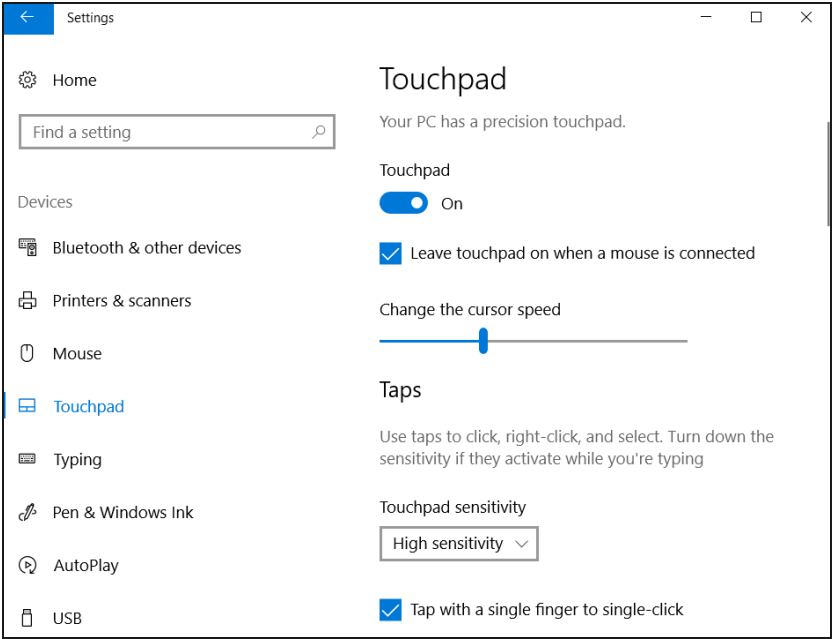 Settings
Home
Find a setting
Devices
Bluetooth & other devices
Printers & scanners
Mouse
Touchpad
Typing
Pen & Windows Ink
AutoPlay
USB
Touchpad
Your PC has a precision touchpad.
Touchpad
On
Leave touchpad on when a mouse is connected
Change the cursor speed
Taps
Use taps to click, right-click, and select. Turn down the
sensitivity if they activate while you're typing
Touchpad sensitivity
High sensitivity
Tap with a single finger to single-click